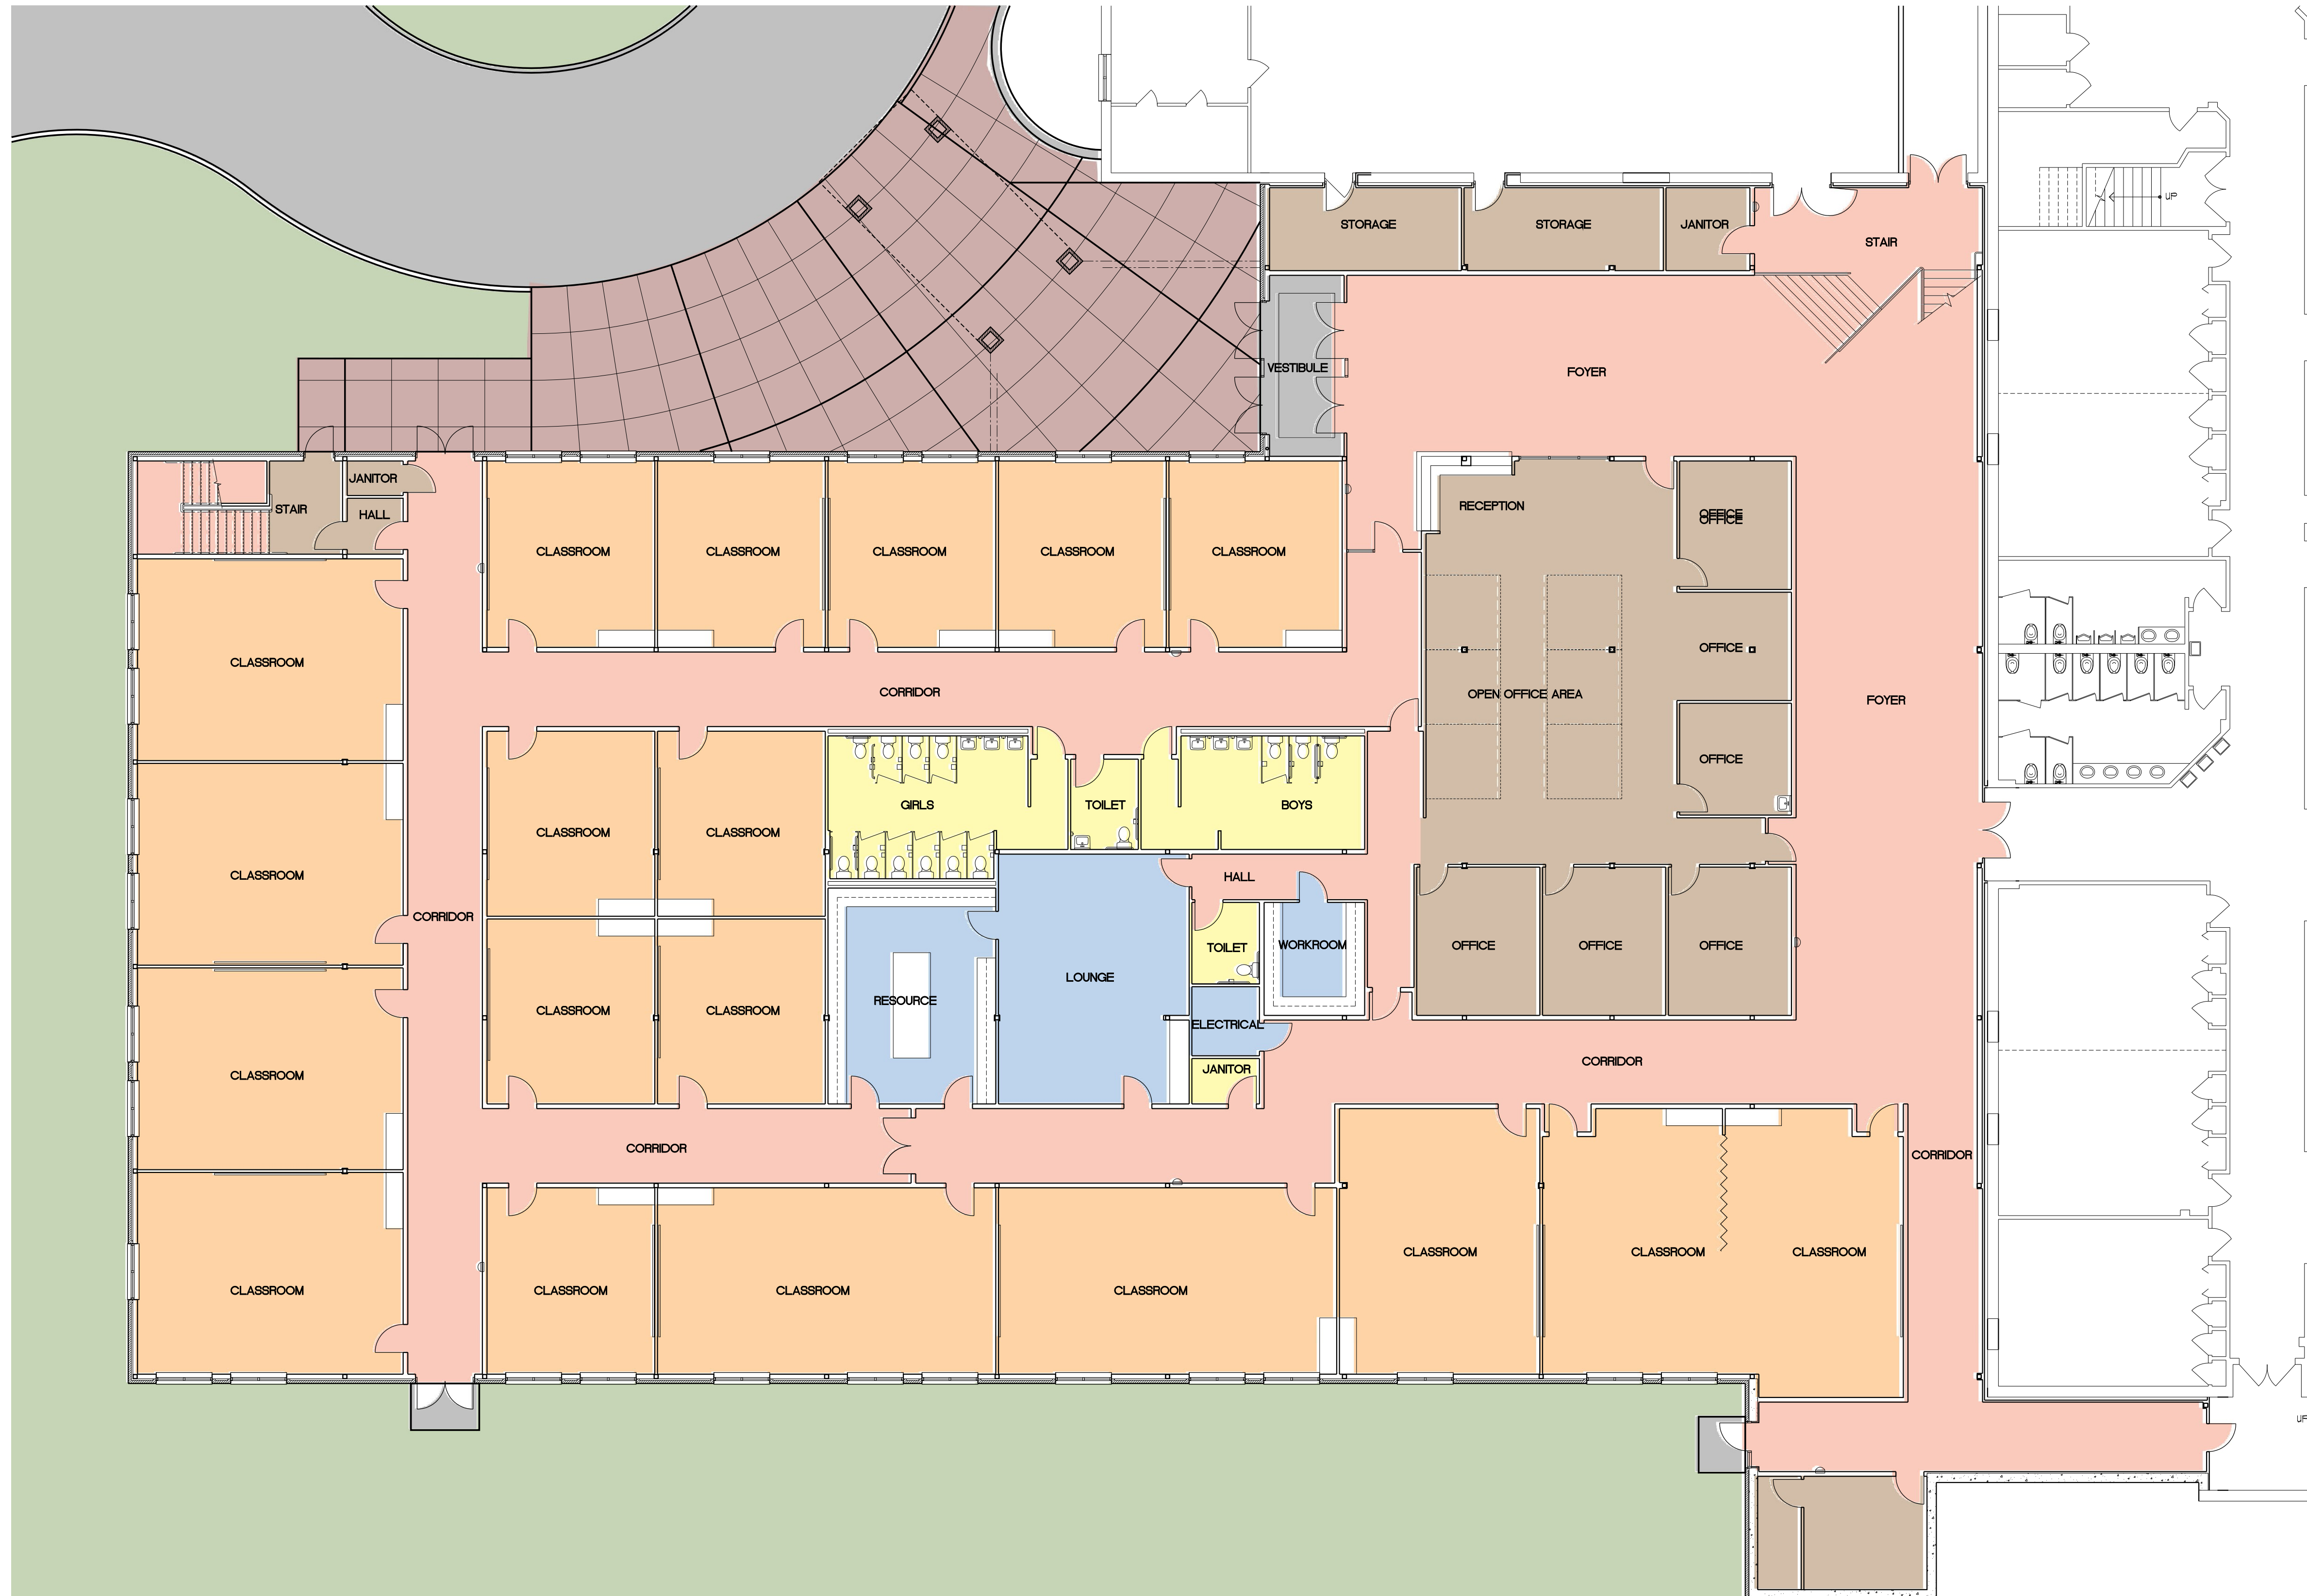 UP
STORAGE
STORAGE
JANITOR
STAIR
VESTIBULE
FOYER
JANITOR
STAIR
HALL
RECEPTION
OFFICE
OFFICE
CLASSROOM
CLASSROOM
CLASSROOM
CLASSROOM
CLASSROOM
CLASSROOM
OFFICE
CORRIDOR
OPEN OFFICE AREA
FOYER
OFFICE
GIRLS
TOILET
BOYS
CLASSROOM
CLASSROOM
CLASSROOM
HALL
CORRIDOR
TOILET
WORKROOM
OFFICE
OFFICE
OFFICE
LOUNGE
RESOURCE
CLASSROOM
CLASSROOM
ELECTRICAL
CORRIDOR
JANITOR
CLASSROOM
CORRIDOR
CORRIDOR
CLASSROOM
CLASSROOM
CLASSROOM
CLASSROOM
CLASSROOM
CLASSROOM
CLASSROOM
UP